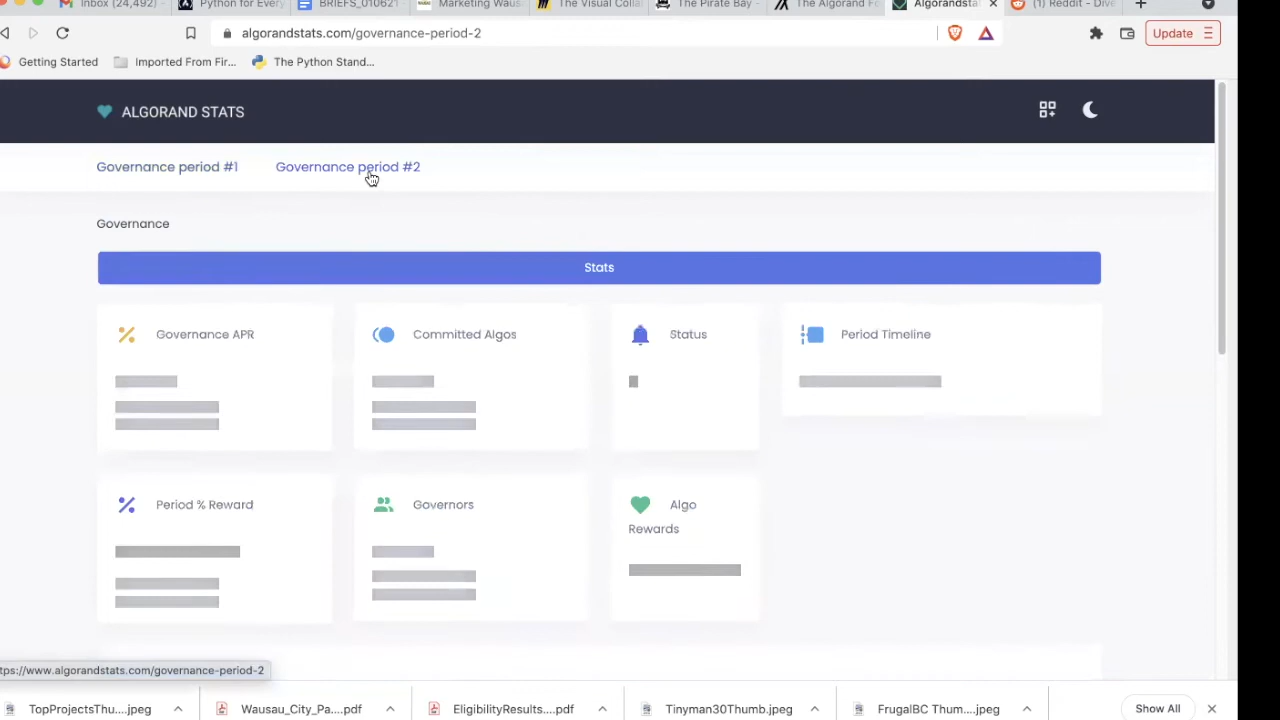 Inbox (24,492)
Python for Every
BRIEFS_01062
Marketing Waus
The Visual Colla
The Pirate Bay -
The Algorand Fo
Algorandsta
(1) Reddit - Dive
algorandstats.com/governance-period-2
Update
Getting Started
Imported From Fir...
The Python Stand...
ALGORAND STATS
Governance period #1
Governance period #2
Governance
Stats
Governance APR
Committed Algos
Status
Period Timeline
Period % Reward
Governors
Algo
Rewards
tps://www.algorandstats.com/governance-period-2
TopProjectsThu....jpeg
Wausau_City_Pa....pdf
EligibilityResults....pdf
Tinyman30Thumb.jpeg
FrugalBC Thum....jpeg
Show All